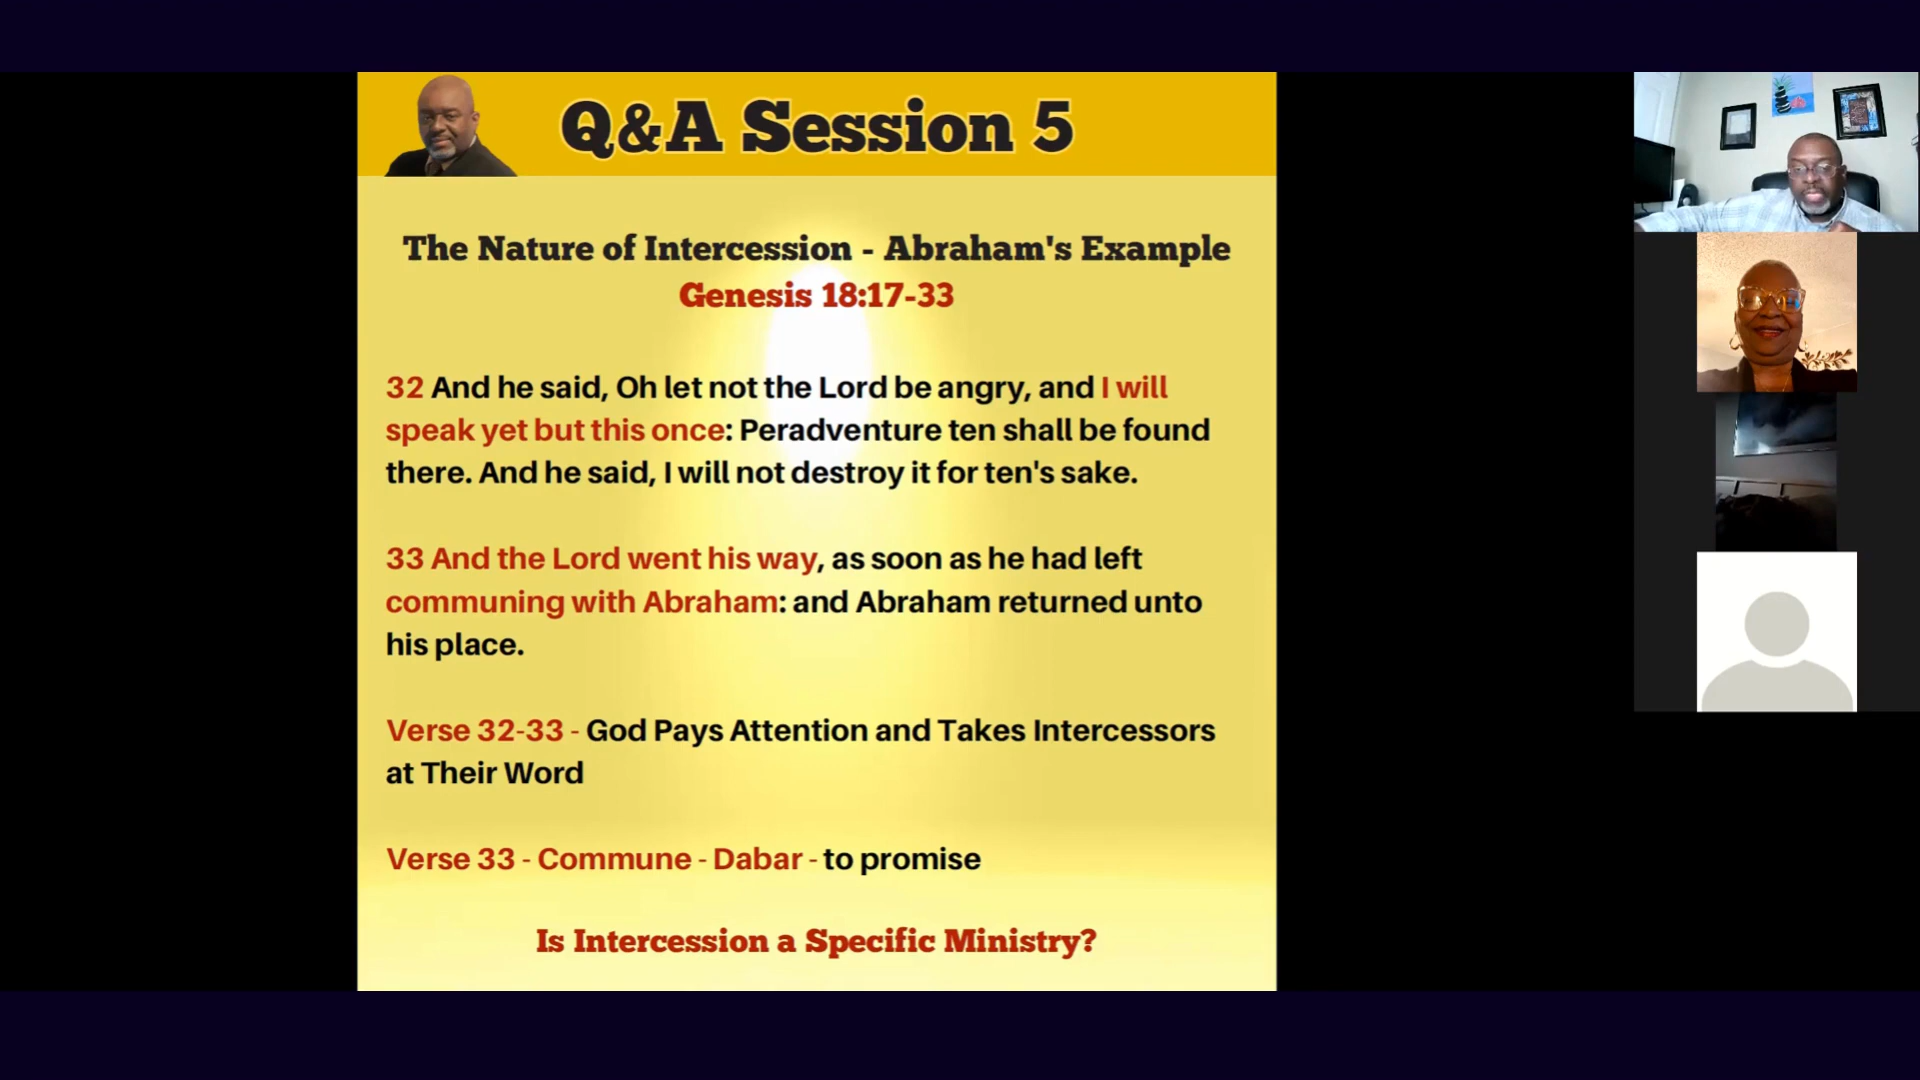 Q&A Session 5
The Nature of Intercession - Abraham's Example
Genesis 18:17-33
32 And he said, Oh let not the Lord be angry, and I will
speak yet but this once: Peradventure ten shall be found
there. And he said, I will not destroy it for ten's sake.
33 And the Lord went his way, as soon as he had left
communing with Abraham: and Abraham returned unto
his place.
Verse 32-33 - God Pays Attention and Takes Intercessors
at Their Word
Verse 33 - Commune - Dabar - to promise
Is Intercession a Specific Ministry?